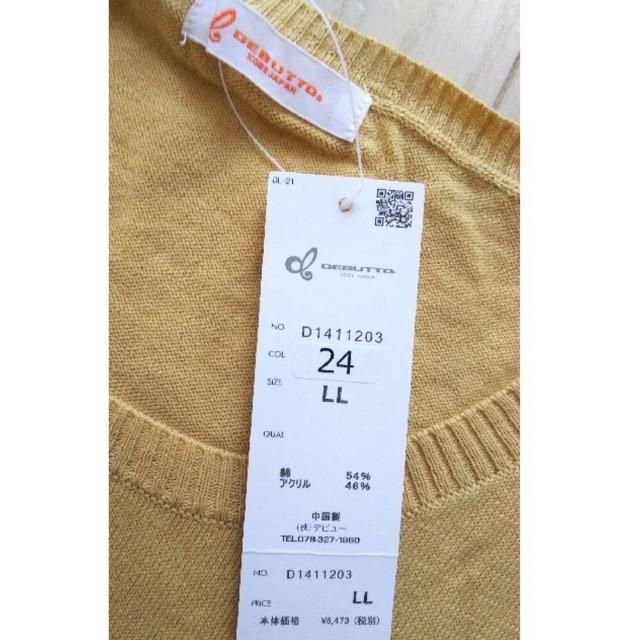 DEBUTTO®
KOBE JAPAN
DL-21
DEBUTTO®
KOBE JAPAN
NO. D1411203
COL 24
SIZE LL
QUAL
綿 54%
アクリル 46%
中国製
(株)デビュー
TEL078-327-1860
NO. D1411203
LL
PRICE
本体価格 ¥6,473 (税別)